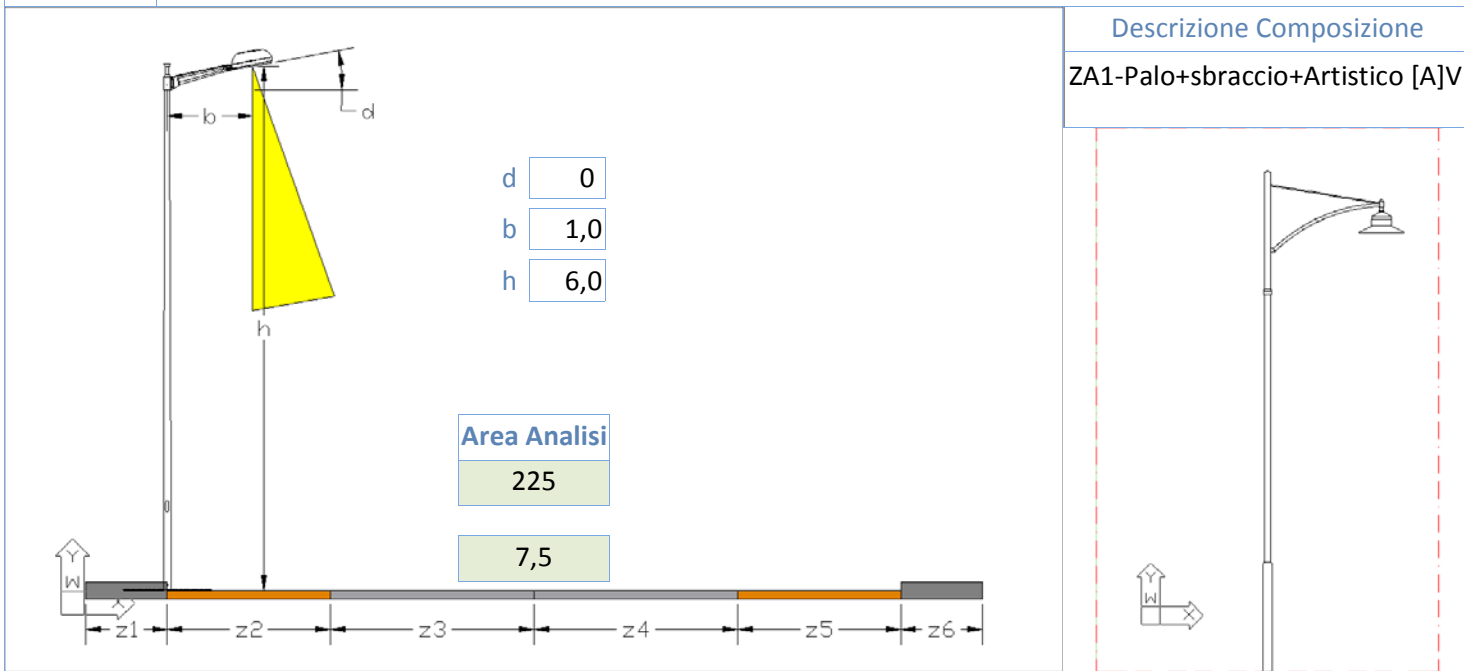 Descrizione Composizione
ZA1-Palo+sbraccio+Artistico [A]V
b
d
d 0
b 1,0
h 6,0
h
Area Analisi
225
7,5
Y
W
X
z1 z2 z3 z4 z5 z6
Y
W
X